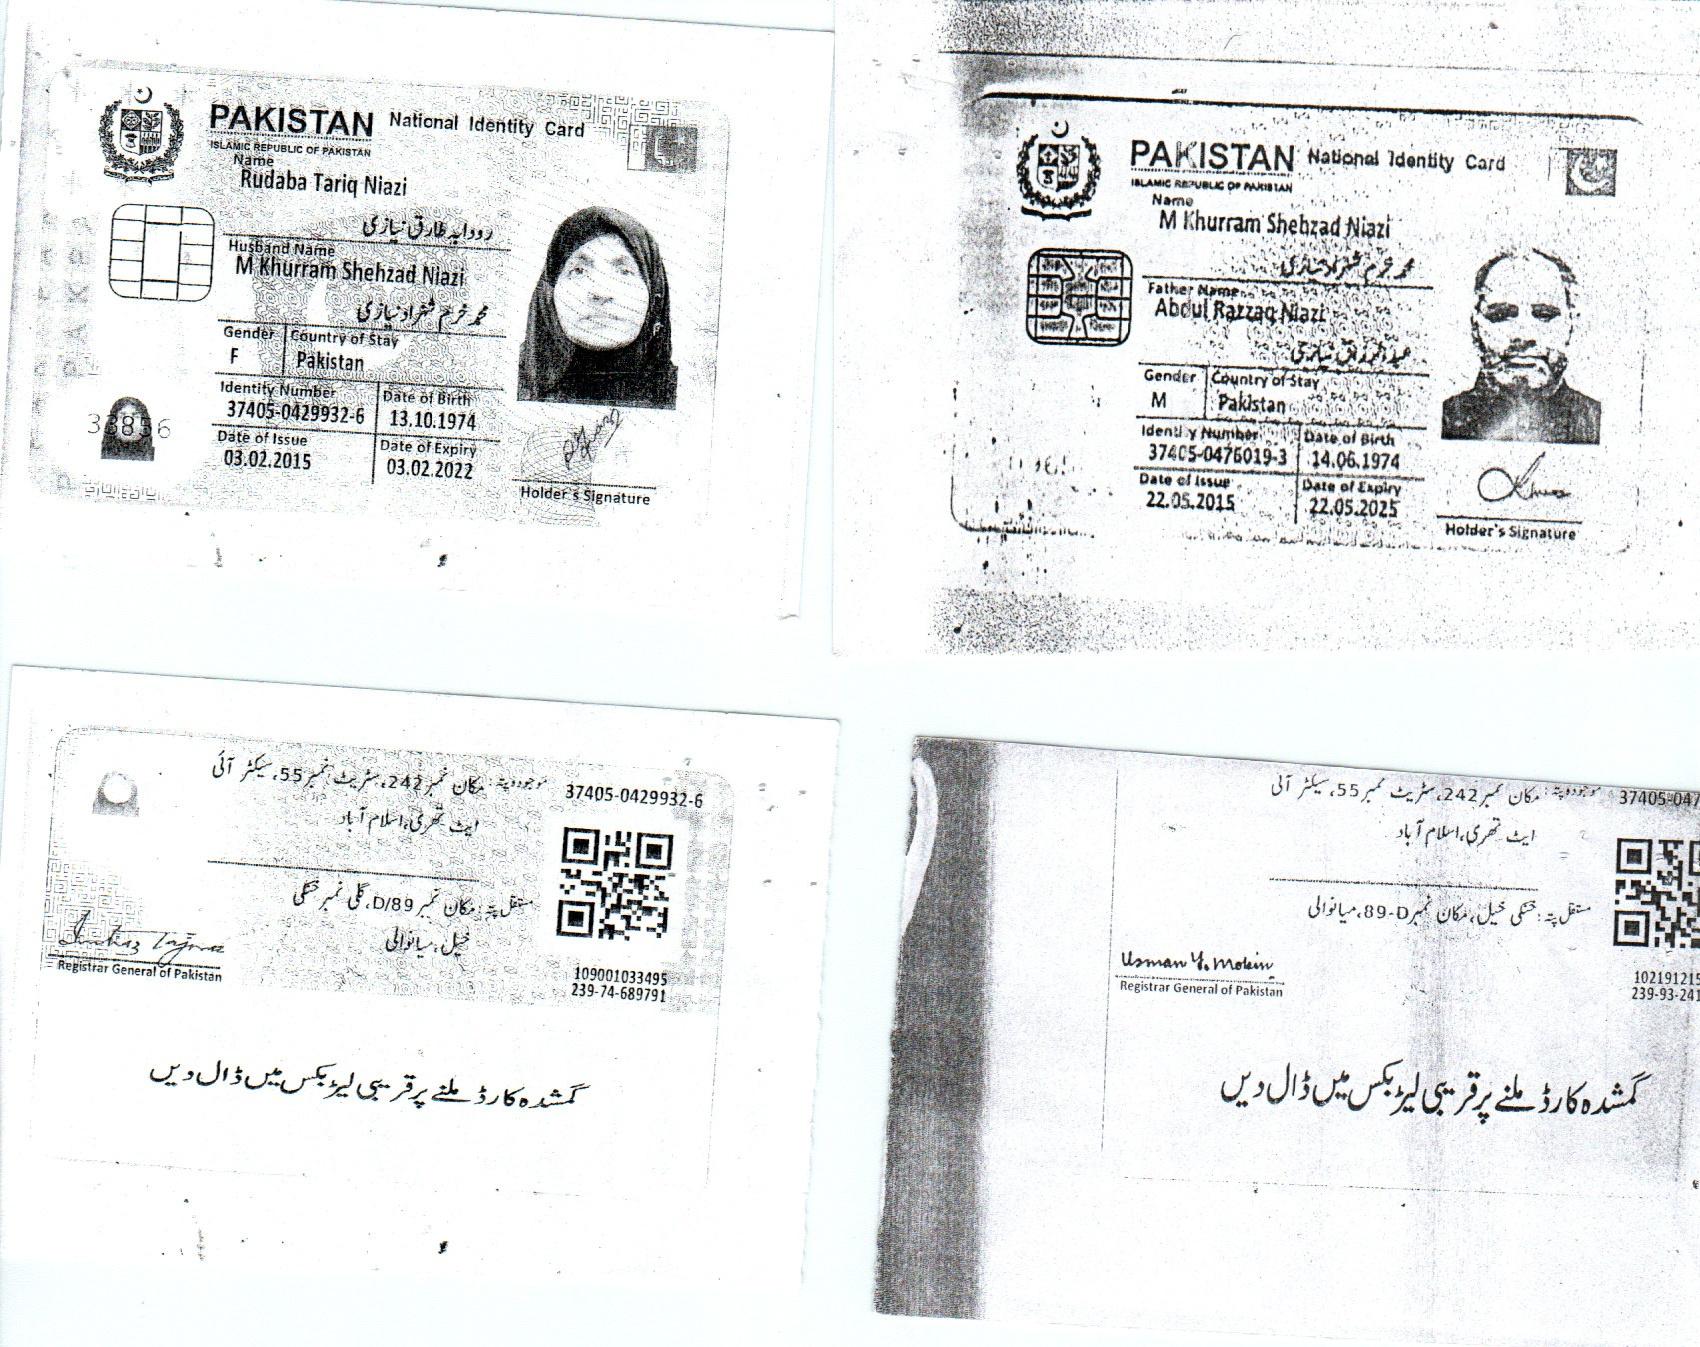 PAKISTAN National Identity Card
ISLAMIC REPUBLIC OF PAKISTAN
Name
Rudaba Tariq Niazi
رودابہ طارق نیازی
Husband Name
M Khurram Shehzad Niazi
محمد خرم شہزاد نیازی
Gender Country of Stay
F Pakistan
Identity Number Date of Birth
37405-0429932-6 13.10.1974
Date of Issue Date of Expiry
03.02.2015 03.02.2022
33856
Holder's Signature
PAKISTAN National Identity Card
ISLAMIC REPUBLIC OF PAKISTAN
Name
M Khurram Shehzad Niazi
محمد خرم شہزاد نیازی
Father Name
Abdul Razzaq Niazi
عبدالرزاق نیازی
Gender Country of Stay
M Pakistan
Identity Number Date of Birth
37405-0476019-3 14.06.1974
Date of Issue Date of Expiry
22.05.2015 22.05.2025
Holder's Signature
37405-0429932-6
موجودہ پتہ: مکان نمبر 242، سٹریٹ نمبر 55، سیکٹر آئی
ایٹ تھری، اسلام آباد
مستقل پتہ: مکان نمبر D/89، گلی نمبر خنکی
خیل، میانوالی
Registrar General of Pakistan
109001033495
239-74-689791
گمشدہ کارڈ ملنے پر قریبی لیٹر بکس میں ڈال دیں
37405-047
موجودہ پتہ: مکان نمبر 242، سٹریٹ نمبر 55، سیکٹر آئی
ایٹ تھری، اسلام آباد
مستقل پتہ: خنکی خیل، مکان نمبر 89-D، میانوالی
Usman Y. Mobin
Registrar General of Pakistan
102191215
239-93-241
گمشدہ کارڈ ملنے پر قریبی لیٹر بکس میں ڈال دیں